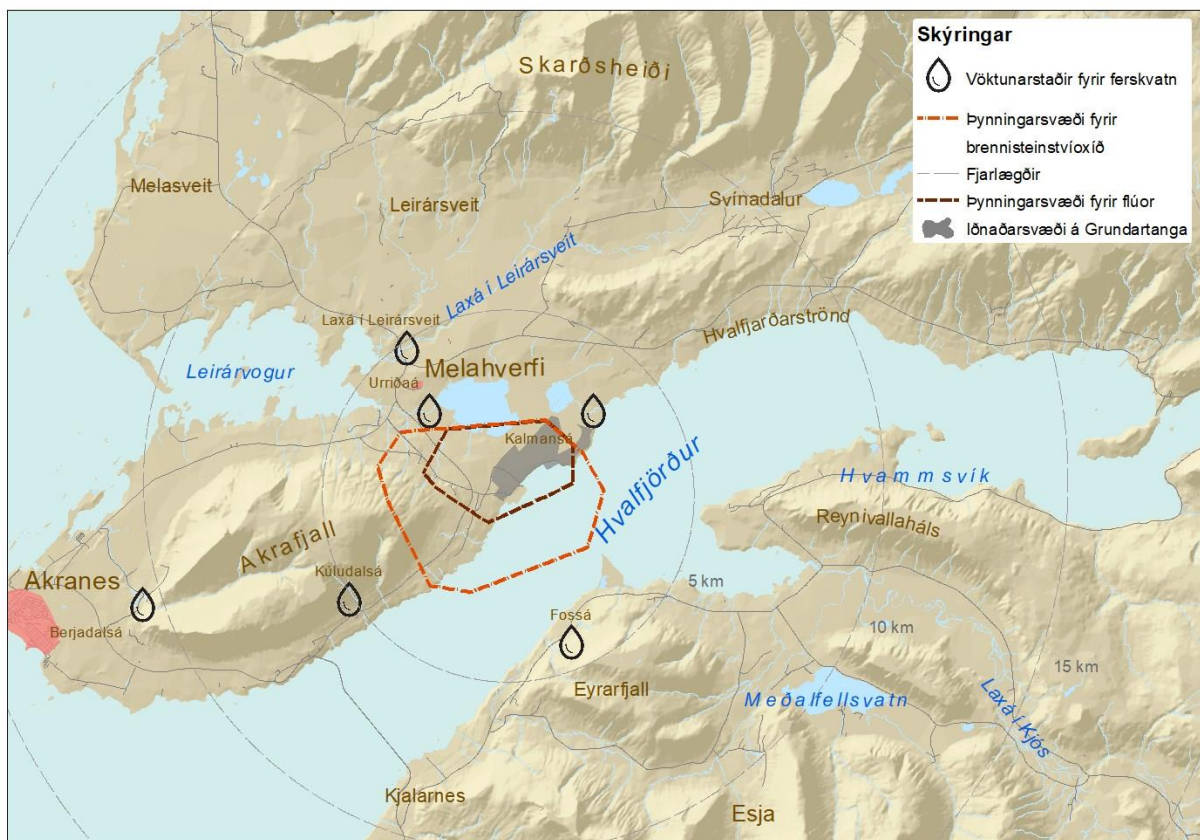 Skýringar
Vöktunarstaðir fyrir ferskvatn
Þynningarsvæði fyrir
brennisteinstvíoxíð
Fjarlægðir
Þynningarsvæði fyrir flúor
Iðnaðarsvæði á Grundartanga
Skarðsheiði
Melasveit
Leirársveit
Svínadalur
Laxá í Leirársveit
Laxá í Leirársveit
Hvalfjarðarströnd
Leirárvogur
Melahverfi
Urriðaá
Kalmansá
Hvalfjörður
Hvammsvík
Reynivallaháls
Akrafjall
Akranes
Kúludalsá
Berjadalsá
5 km
Fossá
10 km
15 km
Eyrarfjall
Meðalfellsvatn
Laxá í Kjós
Kjalarnes
Esja